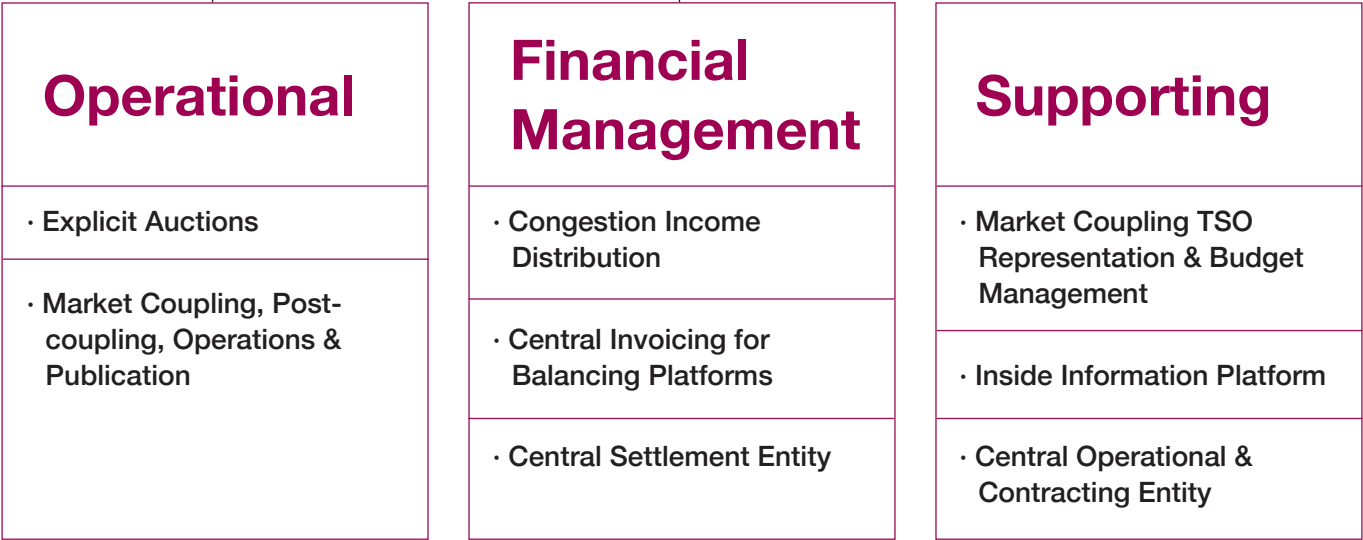 Operational
· Explicit Auctions
· Market Coupling, Post-
coupling, Operations &
Publication
Financial
Management
· Congestion Income
Distribution
· Central Invoicing for
Balancing Platforms
· Central Settlement Entity
Supporting
· Market Coupling TSO
Representation & Budget
Management
· Inside Information Platform
· Central Operational &
Contracting Entity